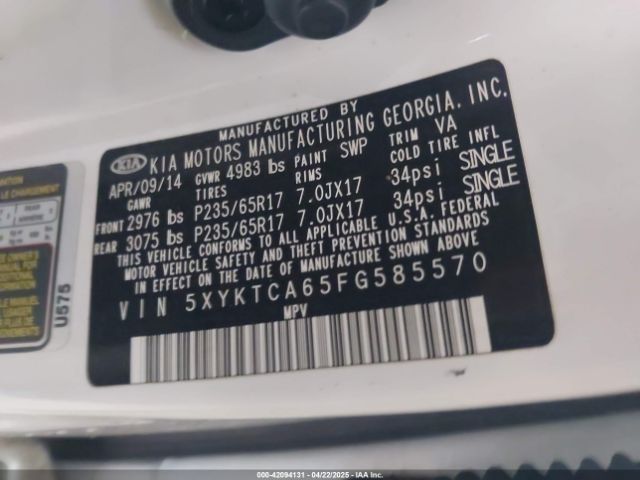 MANUFACTURED BY
KIA KIA MOTORS MANUFACTURING GEORGIA. INC.
APR/09/14 GVWR 4983 lbs PAINT SWP TRIM VA
GAWR TIRES RIMS COLD TIRE INFL
FRONT 2976 lbs P235/65R17 7.0JX17 34psi SINGLE
REAR 3075 lbs P235/65R17 7.0JX17 34psi SINGLE
THIS VEHICLE CONFORMS TO ALL APPLICABLE U.S.A. FEDERAL
MOTOR VEHICLE SAFETY AND THEFT PREVENTION STANDARDS
IN EFFECT ON THE DATE OF MANUFACTURE SHOWN ABOVE.
VIN 5XYKTCA65FG585570
MPV
LE CHARGEMENT
U575
000-42094131 - 04/22/2025 - IAA Inc.